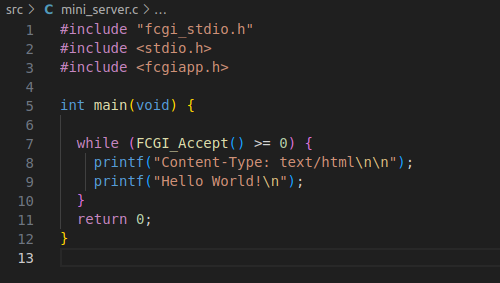 src > C mini_server.c > ...
1 #include "fcgi_stdio.h"
2 #include <stdio.h>
3 #include <fcgiapp.h>
4
5 int main(void) {
6
7   while (FCGI_Accept() >= 0) {
8     printf("Content-Type: text/html\n\n");
9     printf("Hello World!\n");
10   }
11   return 0;
12 }
13